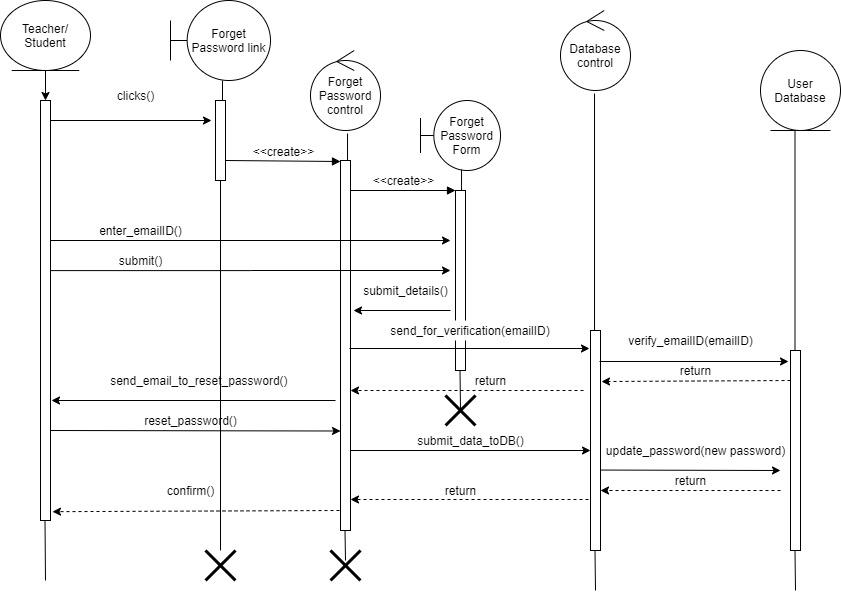 Teacher/
Student
Forget
Password link
Forget
Password
control
Forget
Password
Form
Database
control
User
Database
clicks()
<<create>>
<<create>>
enter_emailID()
submit()
submit_details()
send_for_verification(emailID)
verify_emailID(emailID)
return
return
send_email_to_reset_password()
reset_password()
submit_data_toDB()
update_password(new password)
return
return
confirm()